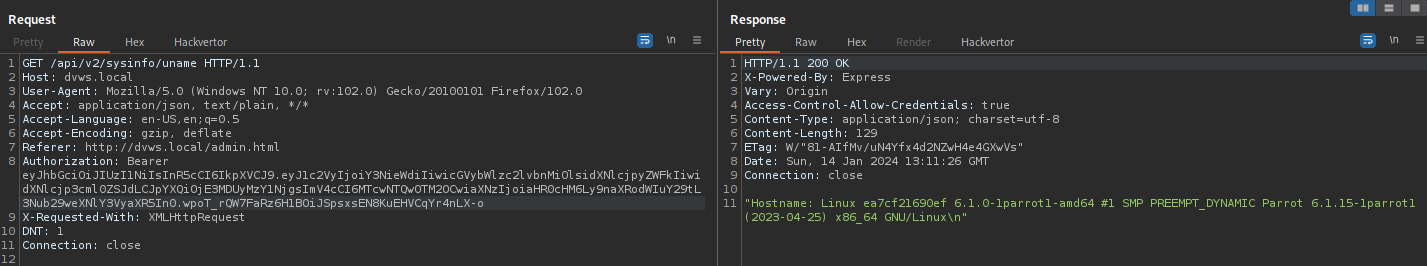 Request
Pretty Raw Hex Hackvertor \n
1 GET /api/v2/sysinfo/uname HTTP/1.1
2 Host: dvws.local
3 User-Agent: Mozilla/5.0 (Windows NT 10.0; rv:102.0) Gecko/20100101 Firefox/102.0
4 Accept: application/json, text/plain, */*
5 Accept-Language: en-US,en;q=0.5
6 Accept-Encoding: gzip, deflate
7 Referer: http://dvws.local/admin.html
8 Authorization: Bearer
9 X-Requested-With: XMLHttpRequest
10 DNT: 1
11 Connection: close
12
Response
Pretty Raw Hex Render Hackvertor \n
1 HTTP/1.1 200 OK
2 X-Powered-By: Express
3 Vary: Origin
4 Access-Control-Allow-Credentials: true
5 Content-Type: application/json; charset=utf-8
6 Content-Length: 129
7 ETag: W/"81-AIfMv/uN4Yfx4d2NZwH4e4GXwVs"
8 Date: Sun, 14 Jan 2024 13:11:26 GMT
9 Connection: close
10
11 "Hostname: Linux ea7cf21690ef 6.1.0-1parrot1-amd64 #1 SMP PREEMPT_DYNAMIC Parrot 6.1.15-1parrot1
(2023-04-25) x86_64 GNU/Linux\n"